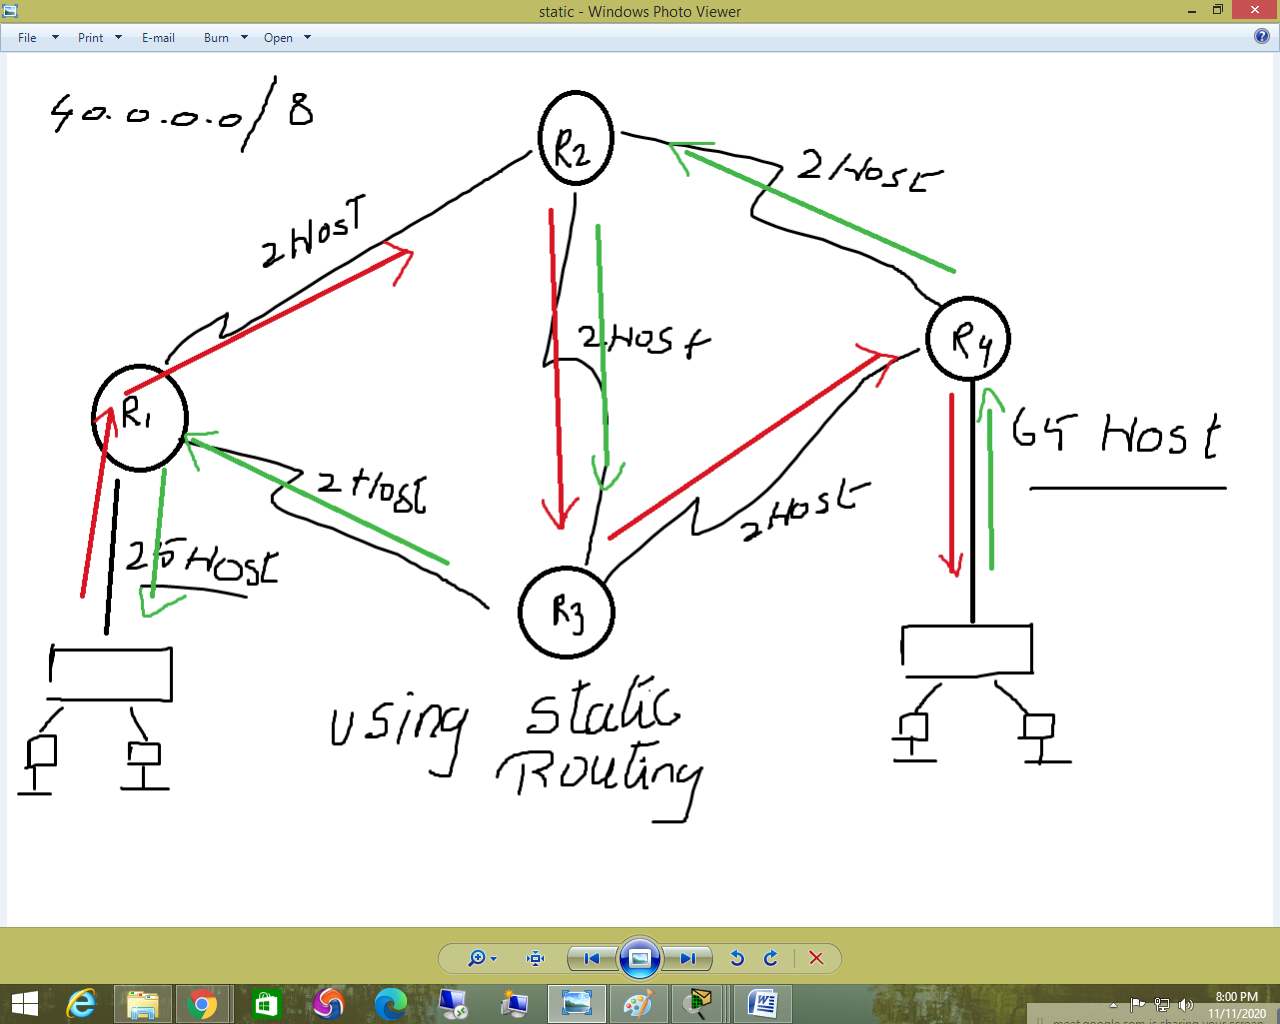 static - Windows Photo Viewer
File Print E-mail Burn Open
40.0.0.0/8
R2
2 Host
2 HosT
2 Host
R4
R1
65 Host
2 Host
2 Host
25 Host
R3
using static
Routing
8:00 PM
11/11/2020